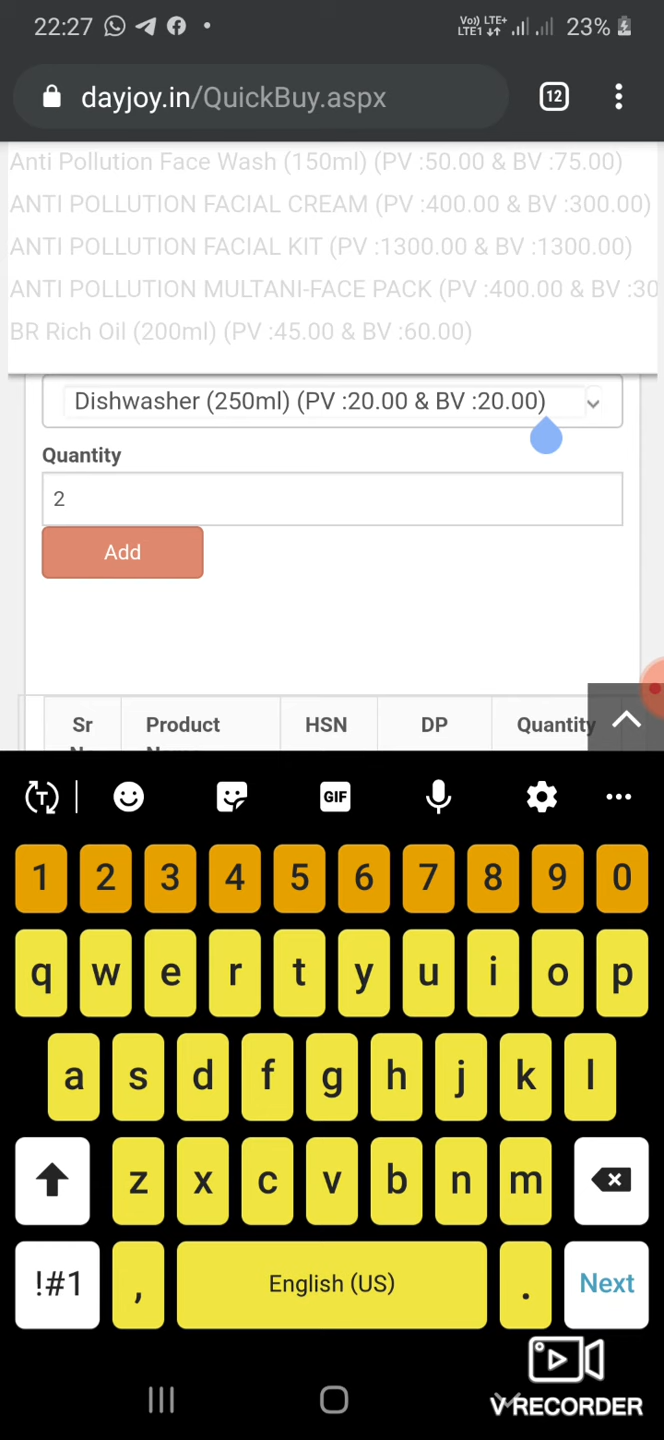 22:27 Vo)) LTE+ LTE1 23%
dayjoy.in/QuickBuy.aspx 12
Anti Pollution Face Wash (150ml) (PV :50.00 & BV :75.00)
ANTI POLLUTION FACIAL CREAM (PV :400.00 & BV :300.00)
ANTI POLLUTION FACIAL KIT (PV :1300.00 & BV :1300.00)
ANTI POLLUTION MULTANI-FACE PACK (PV :400.00 & BV :30
BR Rich Oil (200ml) (PV :45.00 & BV :60.00)
Dishwasher (250ml) (PV :20.00 & BV :20.00)
Quantity
2
Add
Sr Product HSN DP Quantity
T GIF
1 2 3 4 5 6 7 8 9 0
q w e r t y u i o p
a s d f g h j k l
z x c v b n m
!#1 , English (US) . Next
V RECORDER